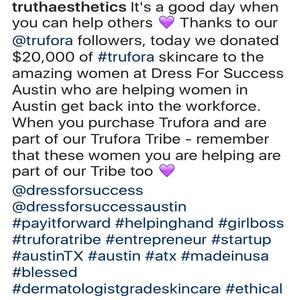 truthaesthetics It's a good day when
you can help others 💜 Thanks to our
@trufora followers, today we donated
$20,000 of #trufora skincare to the
amazing women at Dress For Success
Austin who are helping women in
Austin get back into the workforce.
When you purchase Trufora and are
part of our Trufora Tribe - remember
that these women you are helping are
part of our Tribe too 💜
@dressforsuccess
@dressforsuccessaustin
#payitforward #helpinghand #girlboss
#truforatribe #entrepreneur #startup
#austinTX #austin #atx #madeinusa
#blessed
#dermatologistgradeskincare #ethical